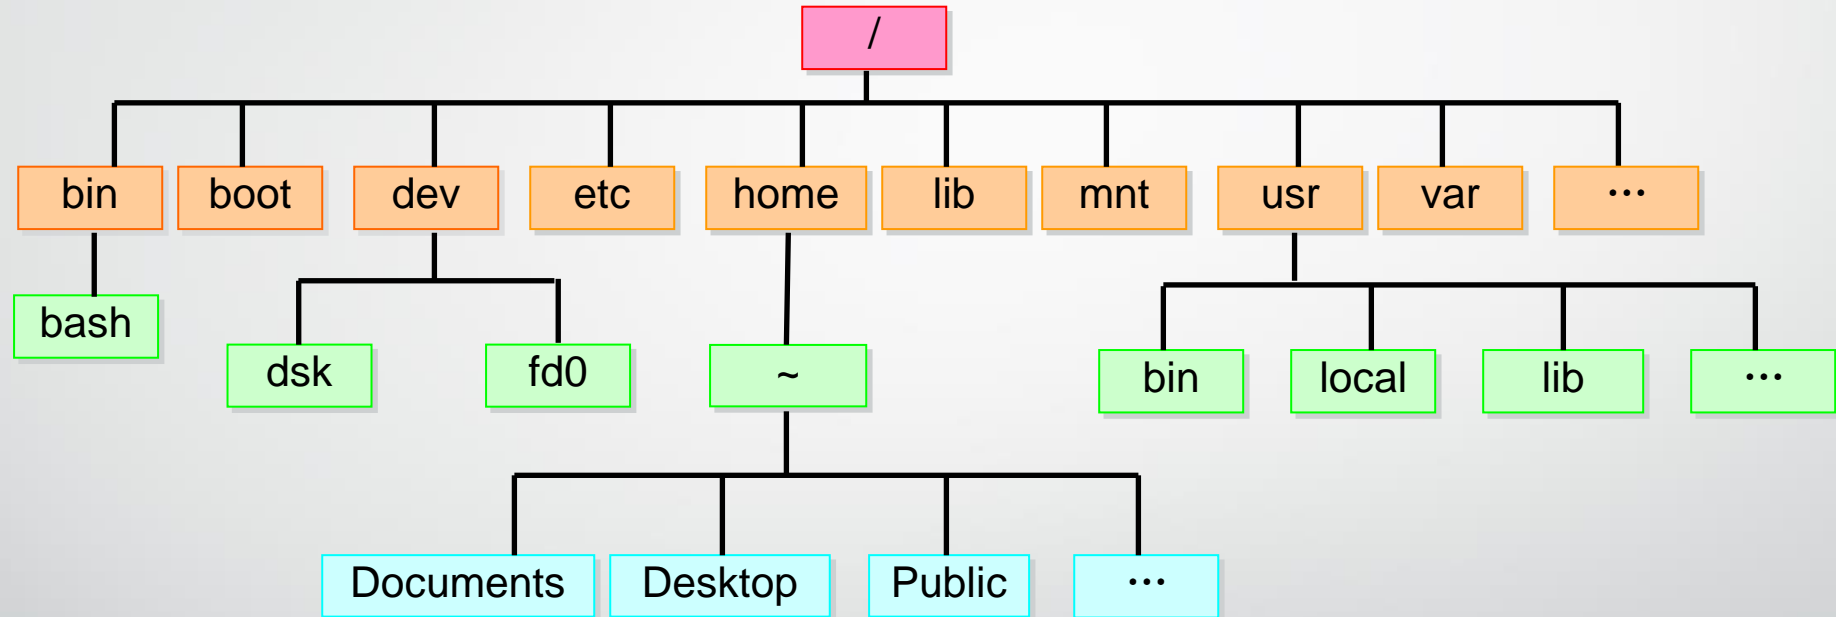 /
bin boot dev etc home lib mnt usr var ...
bash
dsk fd0 ~ bin local lib ...
Documents Desktop Public ...